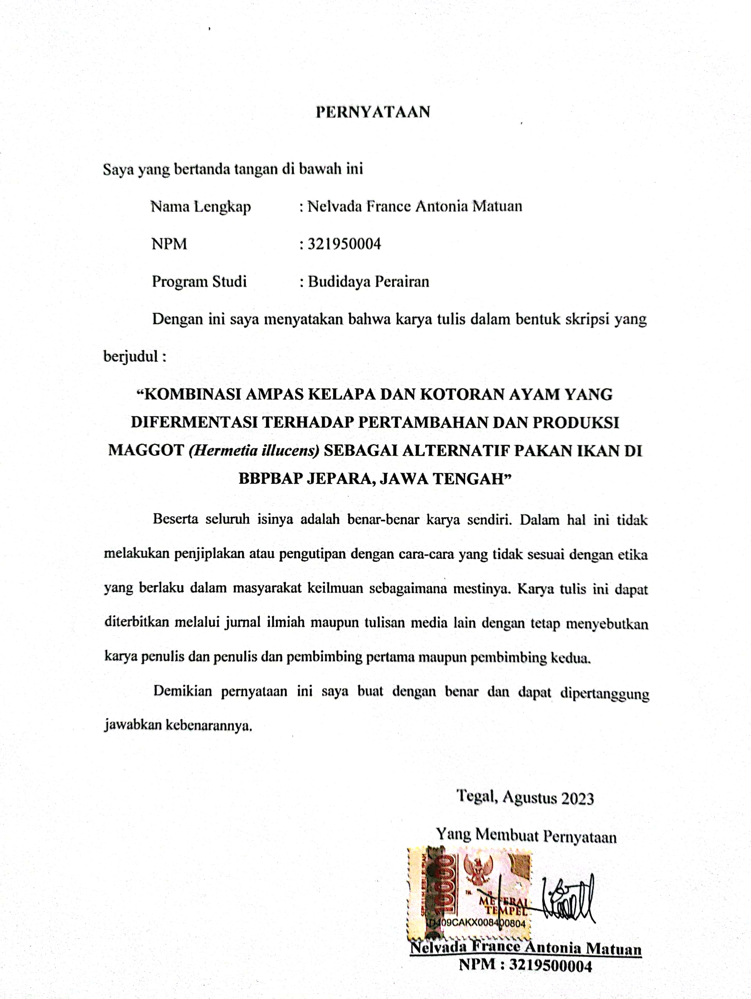 PERNYATAAN
Saya yang bertanda tangan di bawah ini
Nama Lengkap : Nelvada France Antonia Matuan
NPM : 321950004
Program Studi : Budidaya Perairan
Dengan ini saya menyatakan bahwa karya tulis dalam bentuk skripsi yang
berjudul :
“KOMBINASI AMPAS KELAPA DAN KOTORAN AYAM YANG
DIFERMENTASI TERHADAP PERTAMBAHAN DAN PRODUKSI
MAGGOT (Hermetia illucens) SEBAGAI ALTERNATIF PAKAN IKAN DI
BBPBAP JEPARA, JAWA TENGAH”
Beserta seluruh isinya adalah benar-benar karya sendiri. Dalam hal ini tidak
melakukan penjiplakan atau pengutipan dengan cara-cara yang tidak sesuai dengan etika
yang berlaku dalam masyarakat keilmuan sebagaimana mestinya. Karya tulis ini dapat
diterbitkan melalui jurnal ilmiah maupun tulisan media lain dengan tetap menyebutkan
karya penulis dan penulis dan pembimbing pertama maupun pembimbing kedua.
Demikian pernyataan ini saya buat dengan benar dan dapat dipertanggung
jawabkan kebenarannya.
Tegal, Agustus 2023
Yang Membuat Pernyataan
10000
METERAI
TEMPEL
Nelvada France Antonia Matuan
NPM : 3219500004